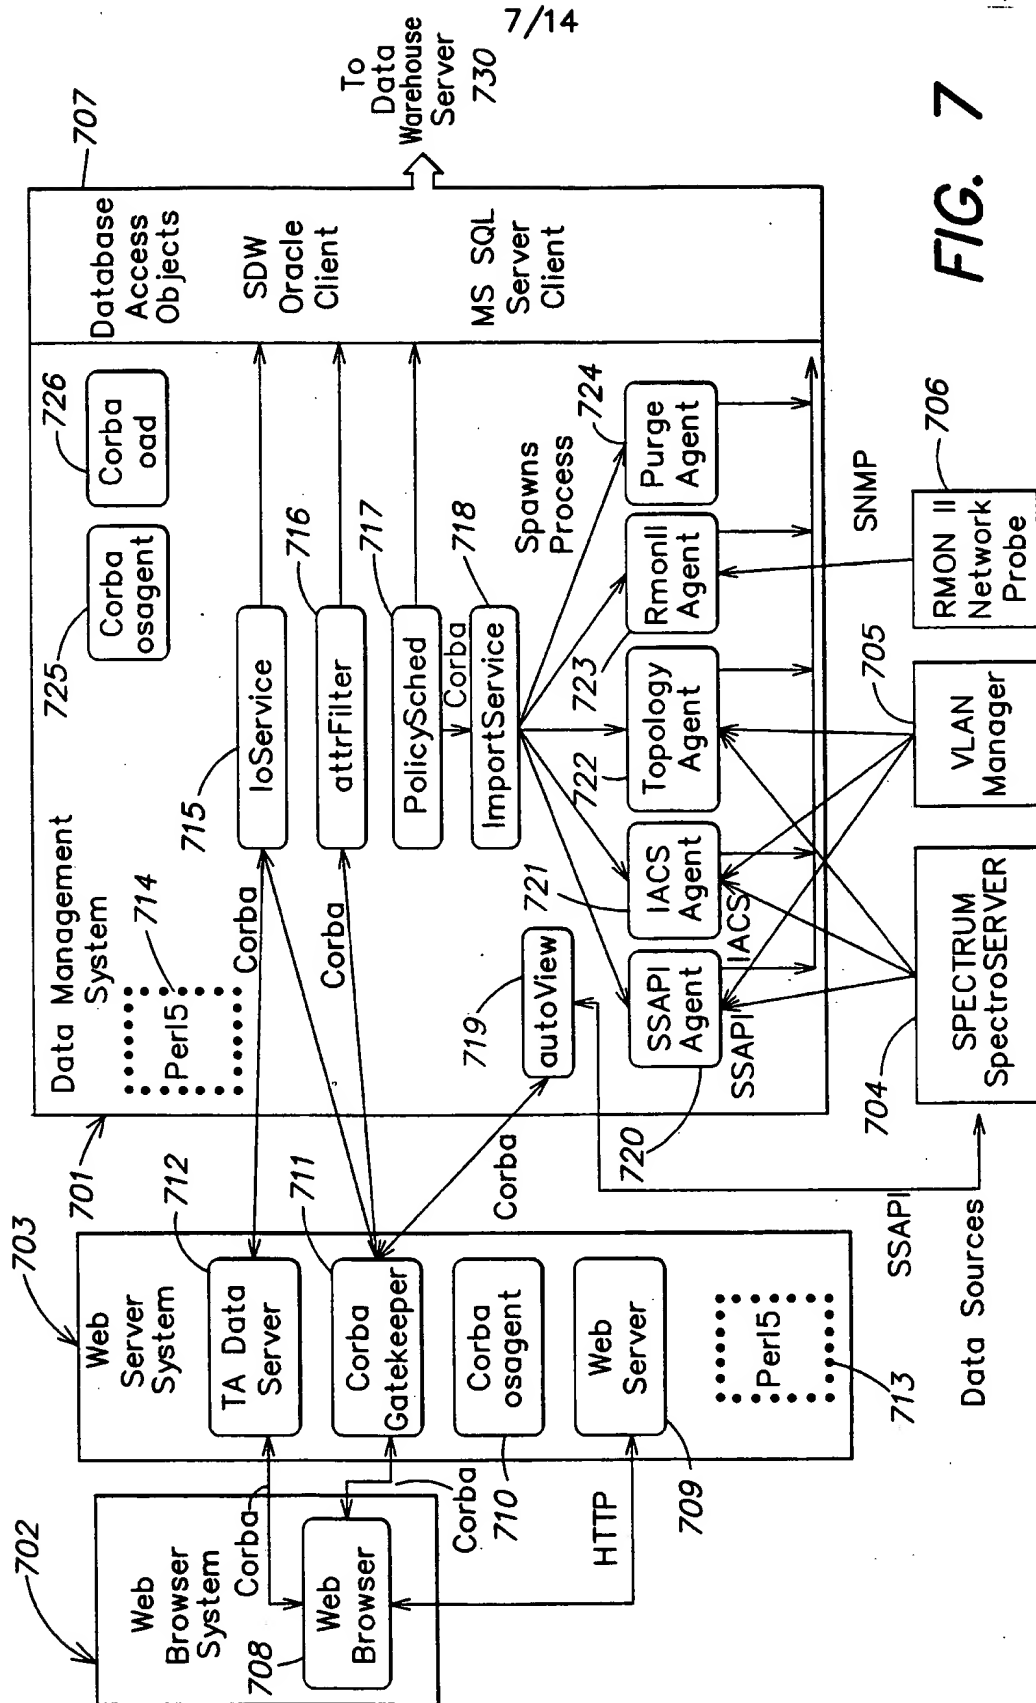 7/14
702
Web
Browser
System
708
Web
Browser
Corba
Corba
HTTP
703
Web
Server
System
712
TA Data
Server
711
Corba
Gatekeeper
710
Corba
osagent
709
Web
Server
Perl5
713
701
Data Management
System
714
Perl5
725
Corba
osagent
726
Corba
oad
Corba
715
IoService
Corba
716
attrFilter
717
PolicySched
Corba
718
ImportService
Corba
719
autoView
Spawns
Process
720
SSAPI
Agent
721
IACS
Agent
722
Topology
Agent
723
RmonII
Agent
724
Purge
Agent
SSAPI
IACS
SNMP
707
Database
Access
Objects
SDW
Oracle
Client
MS SQL
Server
Client
To
Data
Warehouse
Server
730
SSAPI
Data Sources
704
SPECTRUM
SpectroSERVER
705
VLAN
Manager
706
RMON II
Network
Probe
FIG. 7